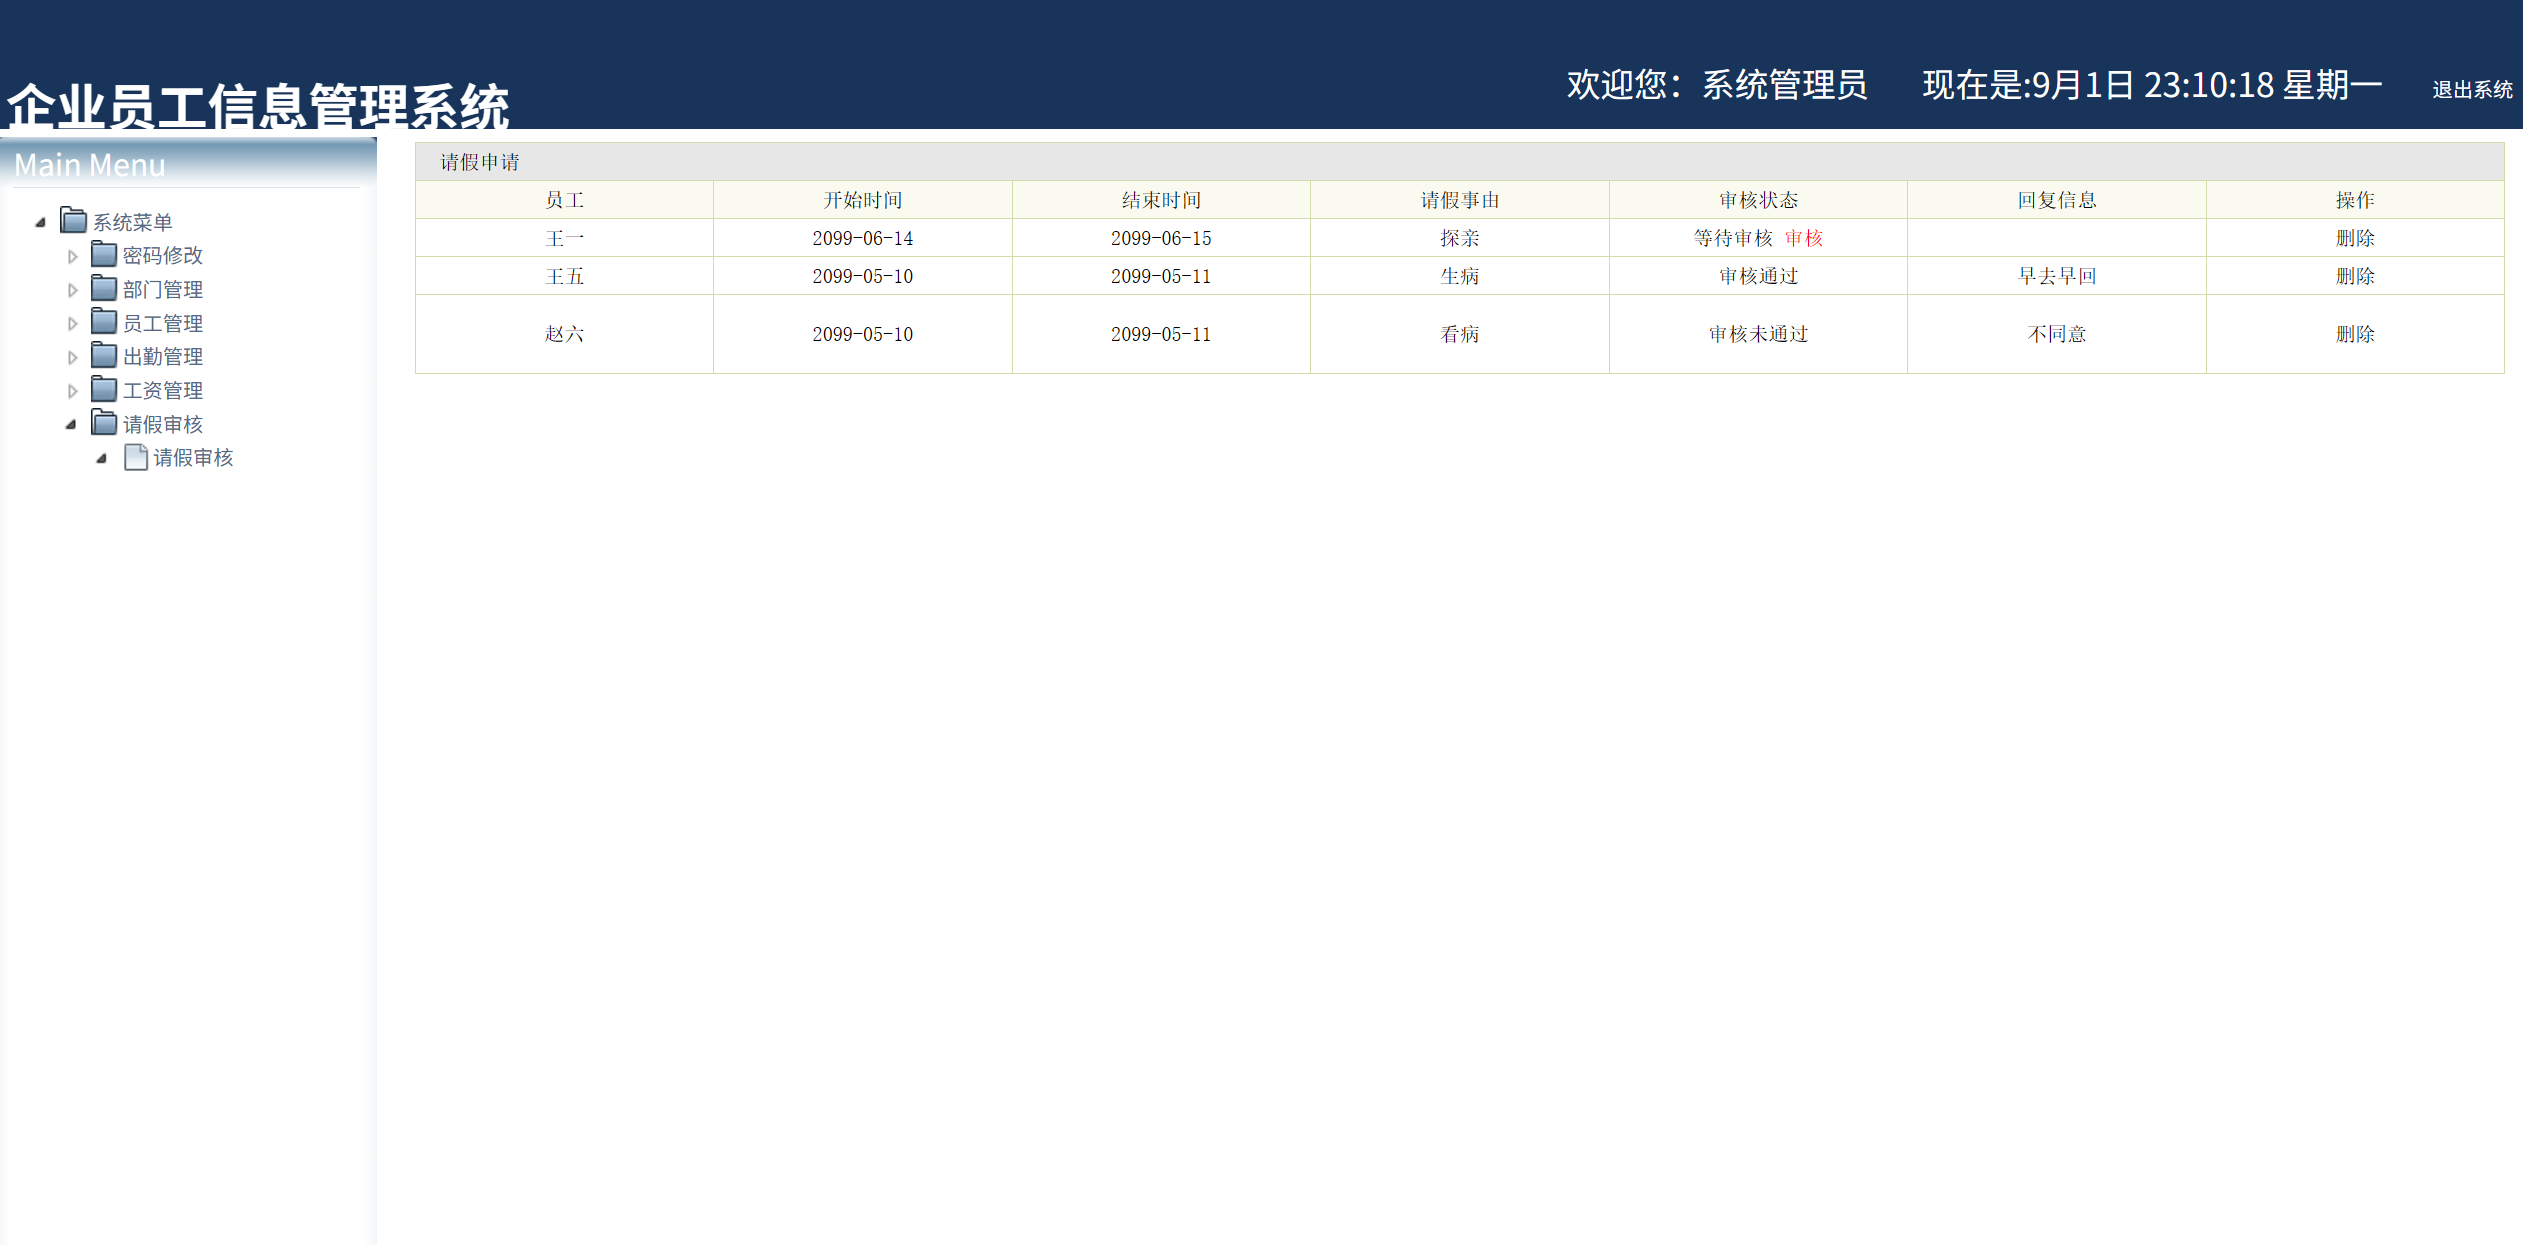 企业员工信息管理系统
欢迎您：系统管理员 现在是:9月1日 23:10:18 星期一 退出系统
Main Menu
系统菜单
密码修改
部门管理
员工管理
出勤管理
工资管理
请假审核
请假审核
请假申请
员工 开始时间 结束时间 请假事由 审核状态 回复信息 操作
王一 2099-06-14 2099-06-15 探亲 等待审核 审核 删除
王五 2099-05-10 2099-05-11 生病 审核通过 早去早回 删除
赵六 2099-05-10 2099-05-11 看病 审核未通过 不同意 删除